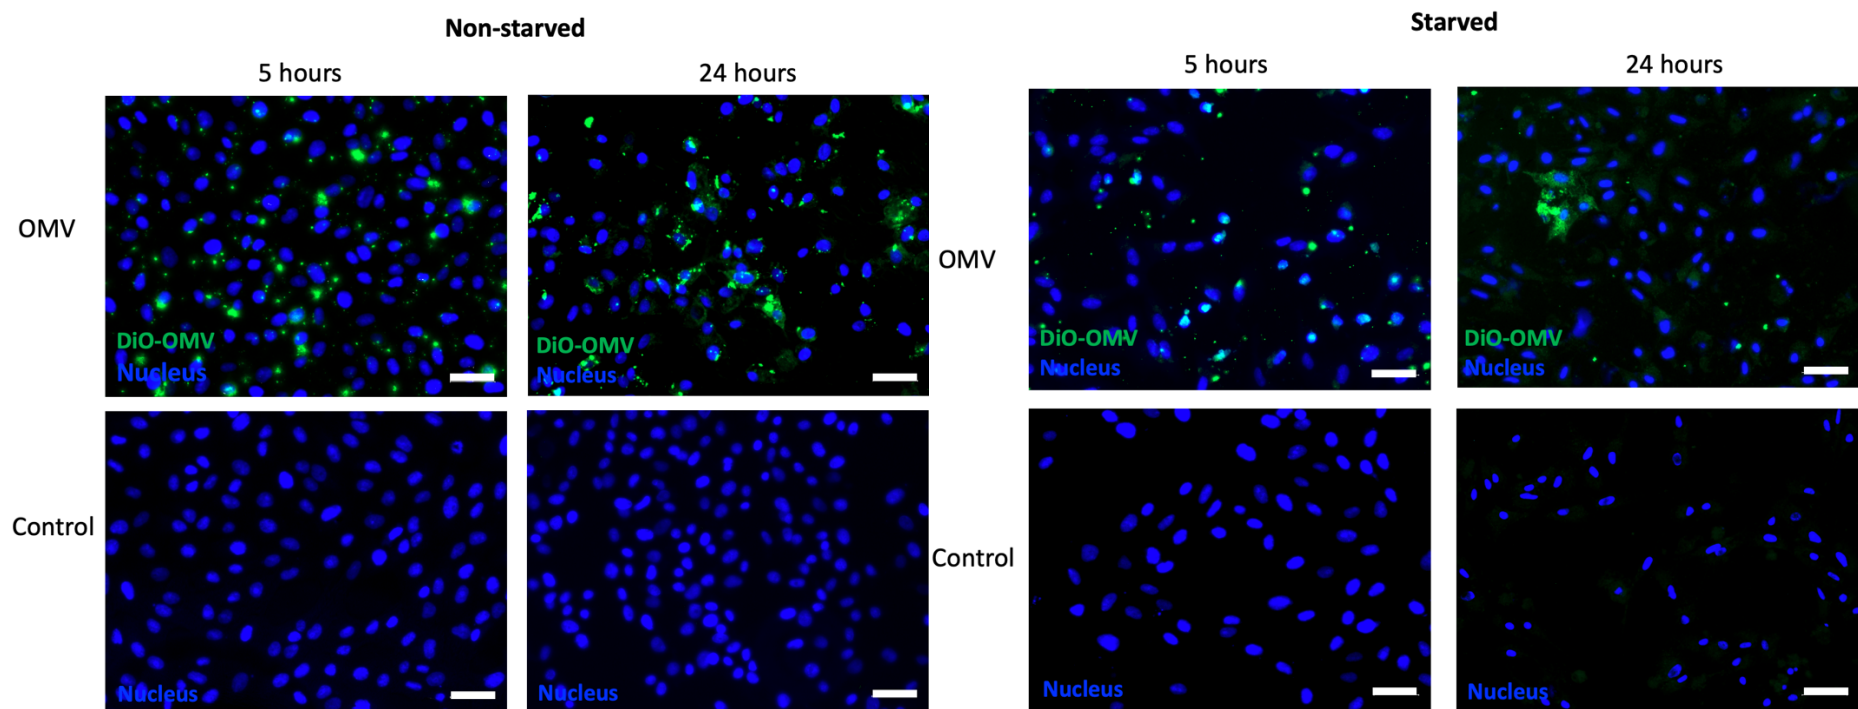 Non-starved
Starved
5 hours
24 hours
5 hours
24 hours
OMV
DiO-OMV
Nucleus
DiO-OMV
Nucleus
OMV
DiO-OMV
Nucleus
DiO-OMV
Nucleus
Control
Nucleus
Nucleus
Control
Nucleus
Nucleus